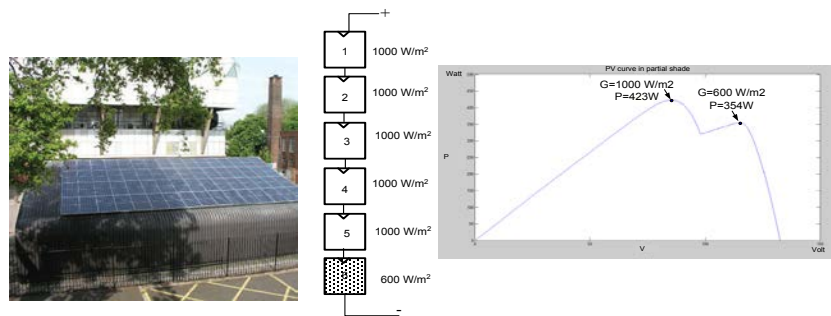 +
1 1000 W/m²
2 1000 W/m²
3 1000 W/m²
4 1000 W/m²
5 1000 W/m²
600 W/m²
-
PV curve in partial shade
Watt
G=1000 W/m2
P=423W
G=600 W/m2
P=354W
P
V
Volt